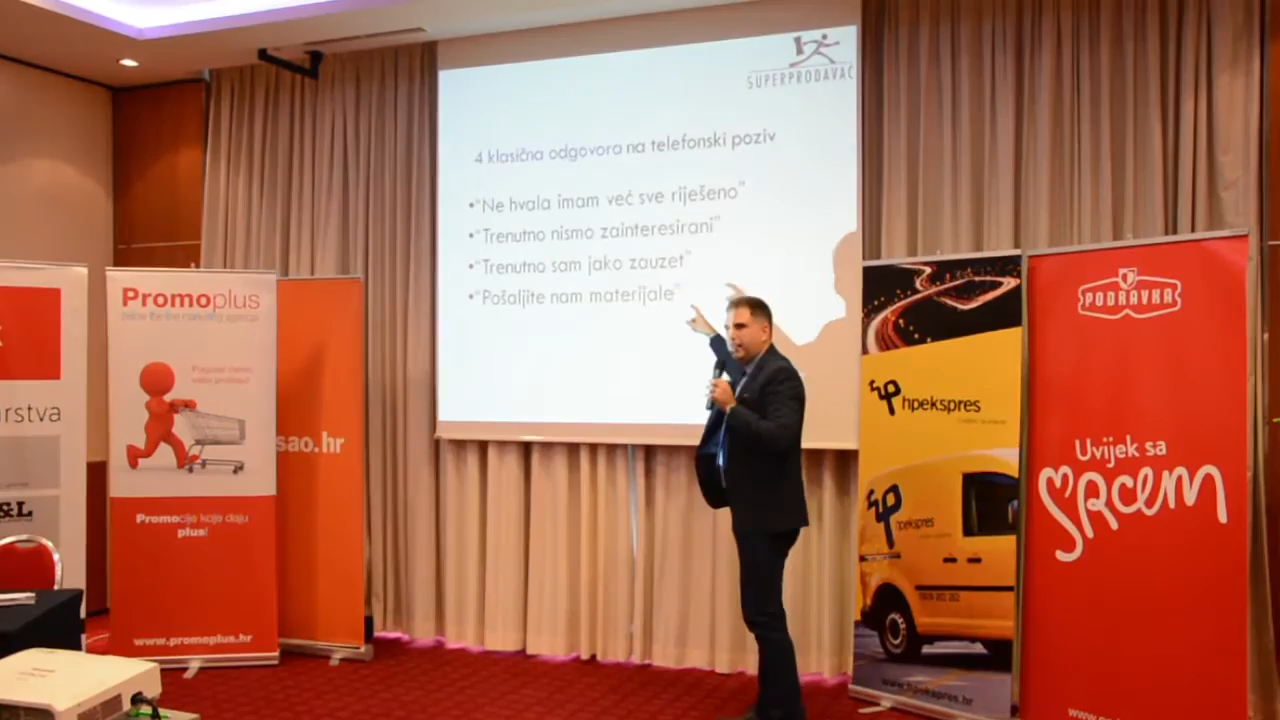 SUPERPRODAVAČ
4 klasična odgovora na telefonski poziv
•“Ne hvala imam već sve riješeno”
•“Trenutno nismo zainteresirani”
•“Trenutno sam jako zauzet”
•“Pošaljite nam materijale”
arstva
&L
Promoplus
Promocije koje daju
plus!
www.promoplus.hr
sao.hr
hpekspres
hpekspres
www.hpekspres.hr
PODRAVKA
Uvijek sa
SRcem